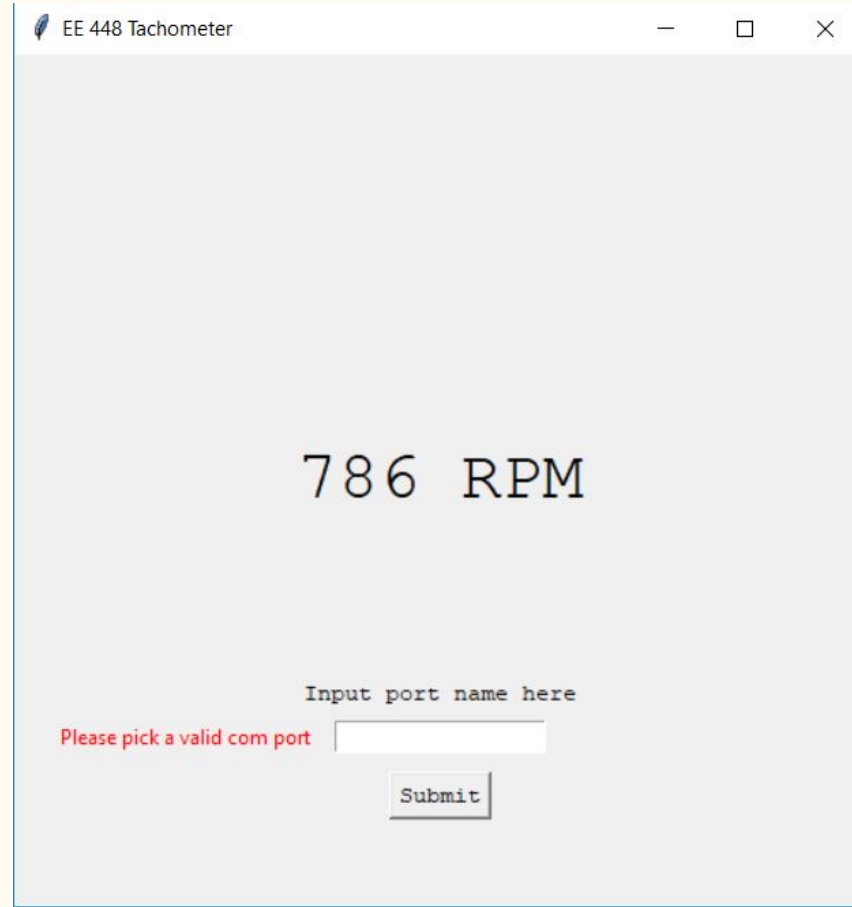 EE 448 Tachometer
786 RPM
Input port name here
Please pick a valid com port
Submit